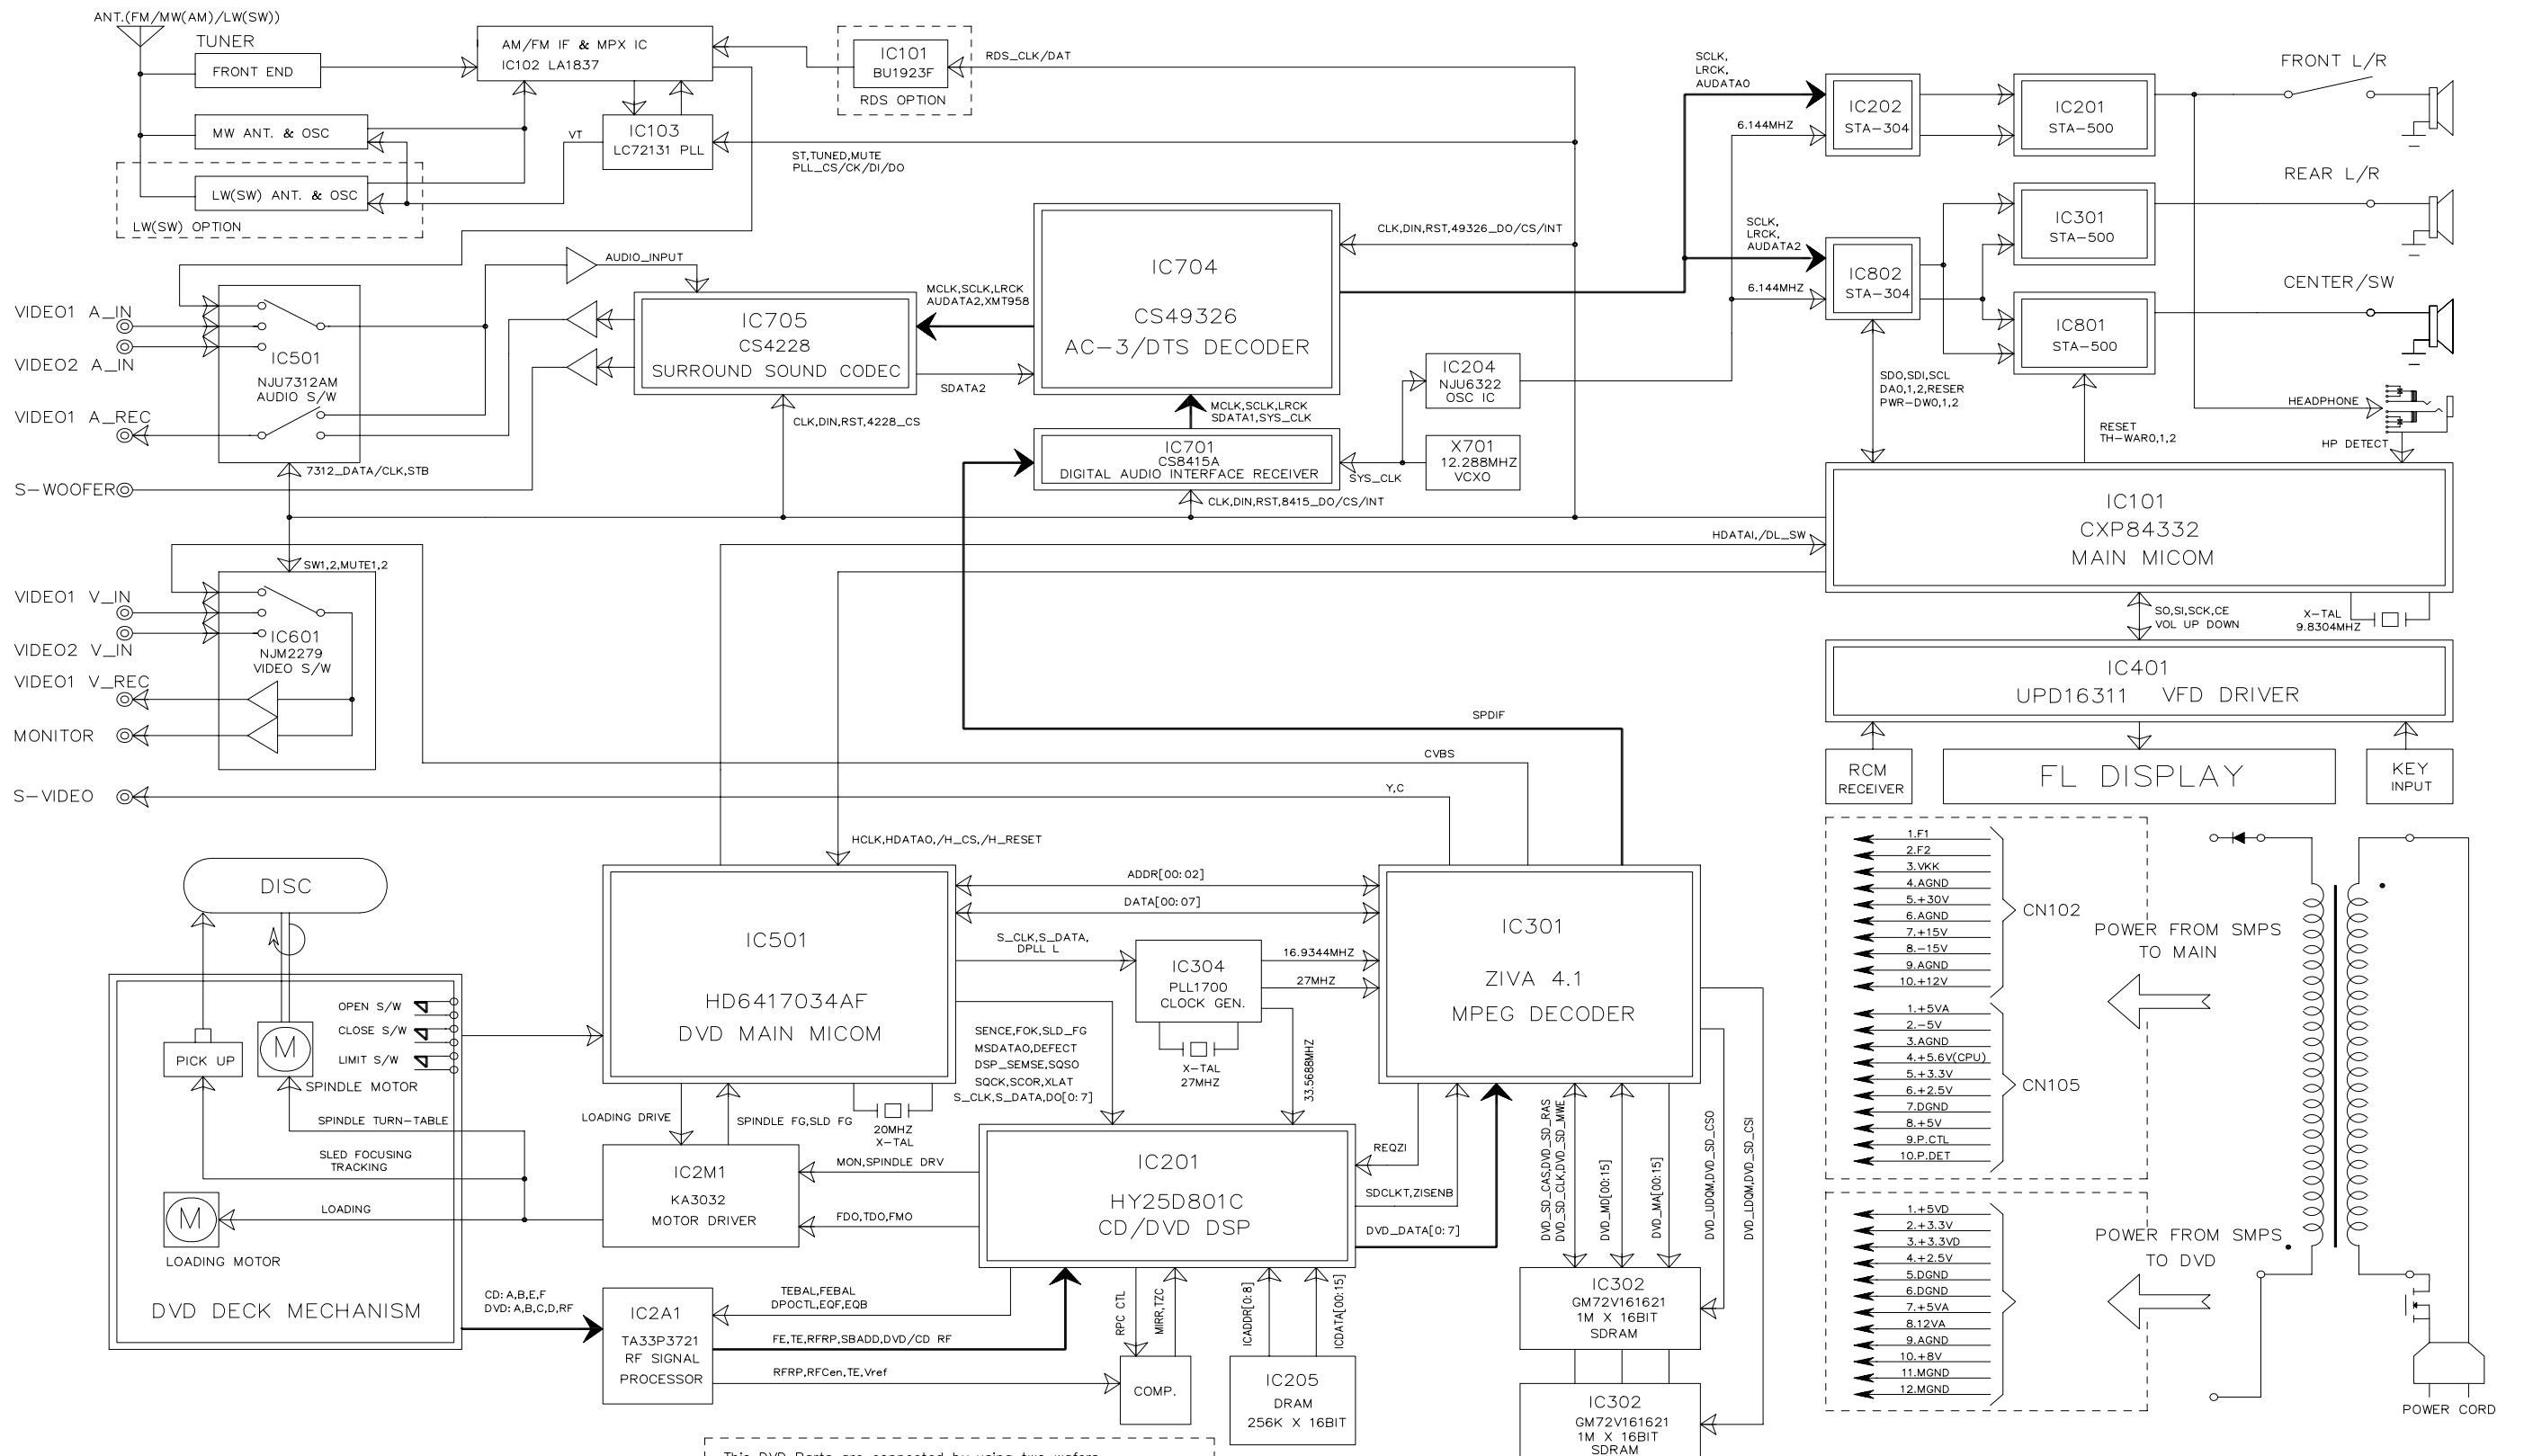 ANT.(FM/MW(AM)/LW(SW))
TUNER
FRONT END
AM/FM IF & MPX IC
IC102 LA1837
IC101
BU1923F
RDS OPTION
RDS_CLK/DAT
MW ANT. & OSC
LW(SW) ANT. & OSC
LW(SW) OPTION
VT
IC103
LC72131 PLL
ST,TUNED,MUTE
PLL_CS/CK/DI/DO
SCLK,
LRCK,
AUDATA0
6.144MHZ
IC202
STA-304
IC201
STA-500
FRONT L/R
SCLK,
LRCK,
AUDATA2
6.144MHZ
IC802
STA-304
IC301
STA-500
REAR L/R
IC801
STA-500
CENTER/SW
HEADPHONE
HP DETECT
SDO,SDI,SCL
DA0,1,2,RESER
PWR-DW0,1,2
RESET
TH-WAR0,1,2
VIDEO1 A_IN
VIDEO2 A_IN
VIDEO1 A_REC
S-WOOFER
IC501
NJU7312AM
AUDIO S/W
7312_DATA/CLK,STB
AUDIO_INPUT
IC705
CS4228
SURROUND SOUND CODEC
CLK,DIN,RST,4228_CS
MCLK,SCLK,LRCK
AUDATA2,XMT958
SDATA2
IC704
CS49326
AC-3/DTS DECODER
CLK,DIN,RST,49326_DO/CS/INT
MCLK,SCLK,LRCK
SDATA1,SYS_CLK
IC701
CS8415A
DIGITAL AUDIO INTERFACE RECEIVER
CLK,DIN,RST,8415_DO/CS/INT
IC204
NJU6322
OSC IC
X701
12.288MHZ
VCXO
SYS_CLK
IC101
CXP84332
MAIN MICOM
HDATAI,/DL_SW
SO,SI,SCK,CE
VOL UP DOWN
X-TAL
9.8304MHZ
IC401
UPD16311 VFD DRIVER
RCM
RECEIVER
FL DISPLAY
KEY
INPUT
SW1,2,MUTE1,2
VIDEO1 V_IN
VIDEO2 V_IN
VIDEO1 V_REC
MONITOR
S-VIDEO
IC601
NJM2279
VIDEO S/W
SPDIF
CVBS
Y,C
HCLK,HDATAO,/H_CS,/H_RESET
DISC
PICK UP
M
SPINDLE MOTOR
OPEN S/W
CLOSE S/W
LIMIT S/W
SPINDLE TURN-TABLE
SLED FOCUSING
TRACKING
M
LOADING
LOADING MOTOR
DVD DECK MECHANISM
IC501
HD6417034AF
DVD MAIN MICOM
LOADING DRIVE
SPINDLE FG,SLD FG
20MHZ
X-TAL
ADDR[00:02]
DATA[00:07]
S_CLK,S_DATA,
DPLL L
IC304
PLL1700
CLOCK GEN.
X-TAL
27MHZ
16.9344MHZ
27MHZ
33.5688MHZ
SENCE,FOK,SLD_FG
MSDATAO,DEFECT
DSP_SEMSE,SQSO
SQCK,SCOR,XLAT
S_CLK,S_DATA,DO[0:7]
IC301
ZIVA 4.1
MPEG DECODER
IC2M1
KA3032
MOTOR DRIVER
MON,SPINDLE DRV
FDO,TDO,FMO
IC201
HY25D801C
CD/DVD DSP
REQZI
SDCLKT,ZISENB
DVD_DATA[0:7]
DVD_SD_CAS,DVD_SD_RAS
DVD_SD_CLK,DVD_SD_MWE
DVD_MD[00:15]
DVD_MA[00:15]
DVD_UDQM,DVD_SD_CSO
DVD_LDQM,DVD_SD_CSI
CD:A,B,E,F
DVD:A,B,C,D,RF
IC2A1
TA33P3721
RF SIGNAL
PROCESSOR
TEBAL,FEBAL
DPOCTL,EQF,EQB
FE,TE,RFRP,SBADD,DVD/CD RF
RFRP,RFCen,TE,Vref
RPC CTL
MIRR,TZC
COMP.
ICADDR[0:8]
ICDATA[00:15]
IC205
DRAM
256K X 16BIT
IC302
GM72V161621
1M X 16BIT
SDRAM
IC302
GM72V161621
1M X 16BIT
SDRAM
1.F1
2.F2
3.VKK
4.AGND
5.+30V
6.AGND
7.+15V
8.-15V
9.AGND
10.+12V
CN102
1.+5VA
2.-5V
3.AGND
4.+5.6V(CPU)
5.+3.3V
6.+2.5V
7.DGND
8.+5V
9.P.CTL
10.P.DET
CN105
POWER FROM SMPS
TO MAIN
1.+5VD
2.+3.3V
3.+3.3VD
4.+2.5V
5.DGND
6.DGND
7.+5VA
8.12VA
9.AGND
10.+8V
11.MGND
12.MGND
POWER FROM SMPS
TO DVD
POWER CORD
This DVD Parts are connected by using two wafers